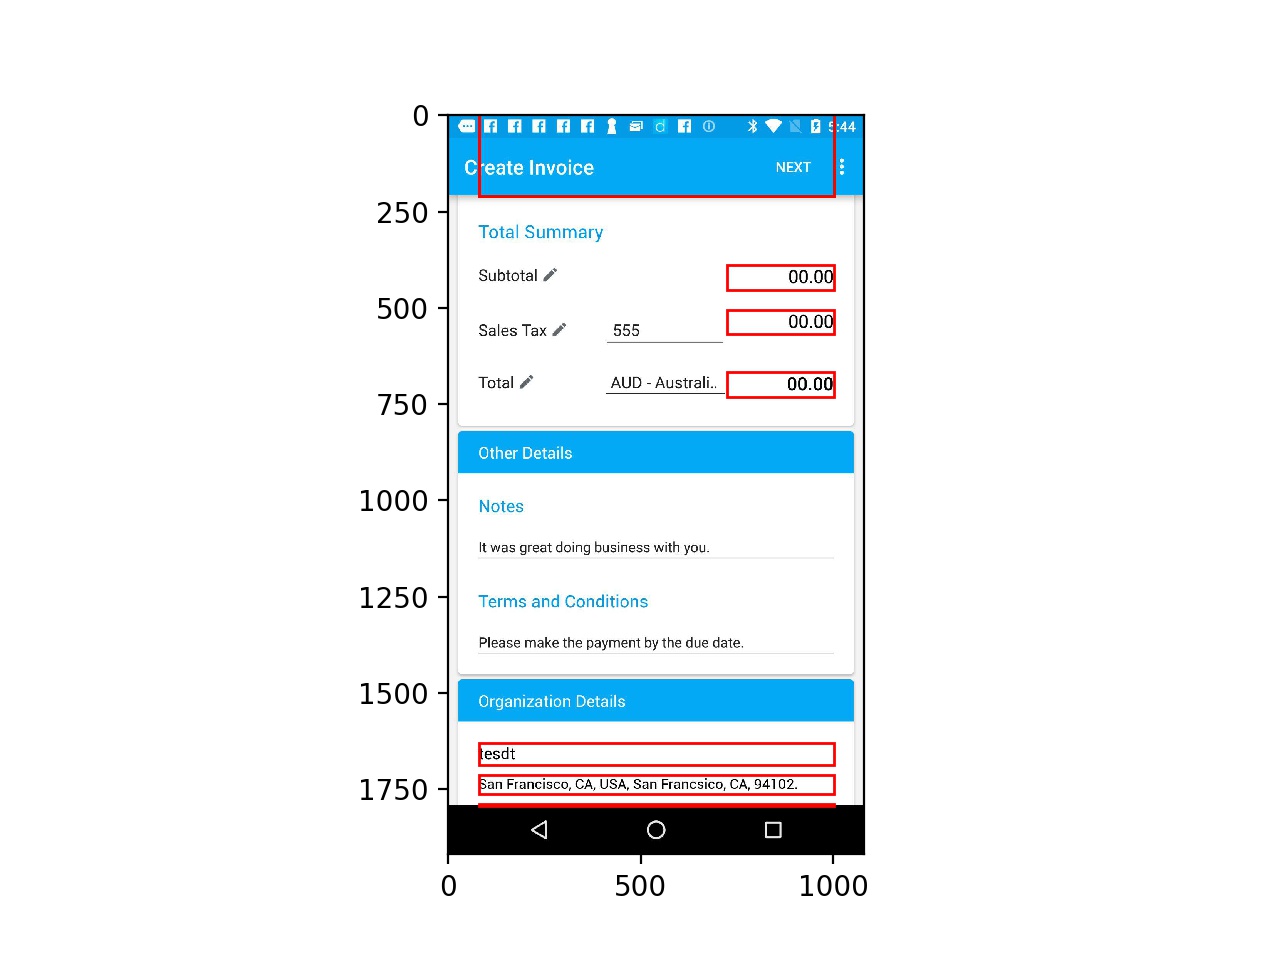 5:44
Create Invoice NEXT
Total Summary
Subtotal 00.00
Sales Tax 555 00.00
Total AUD - Australi.. 00.00
Other Details
Notes
It was great doing business with you.
Terms and Conditions
Please make the payment by the due date.
Organization Details
tesdt
San Francisco, CA, USA, San Francsico, CA, 94102.
0
250
500
750
1000
1250
1500
1750
0 500 1000